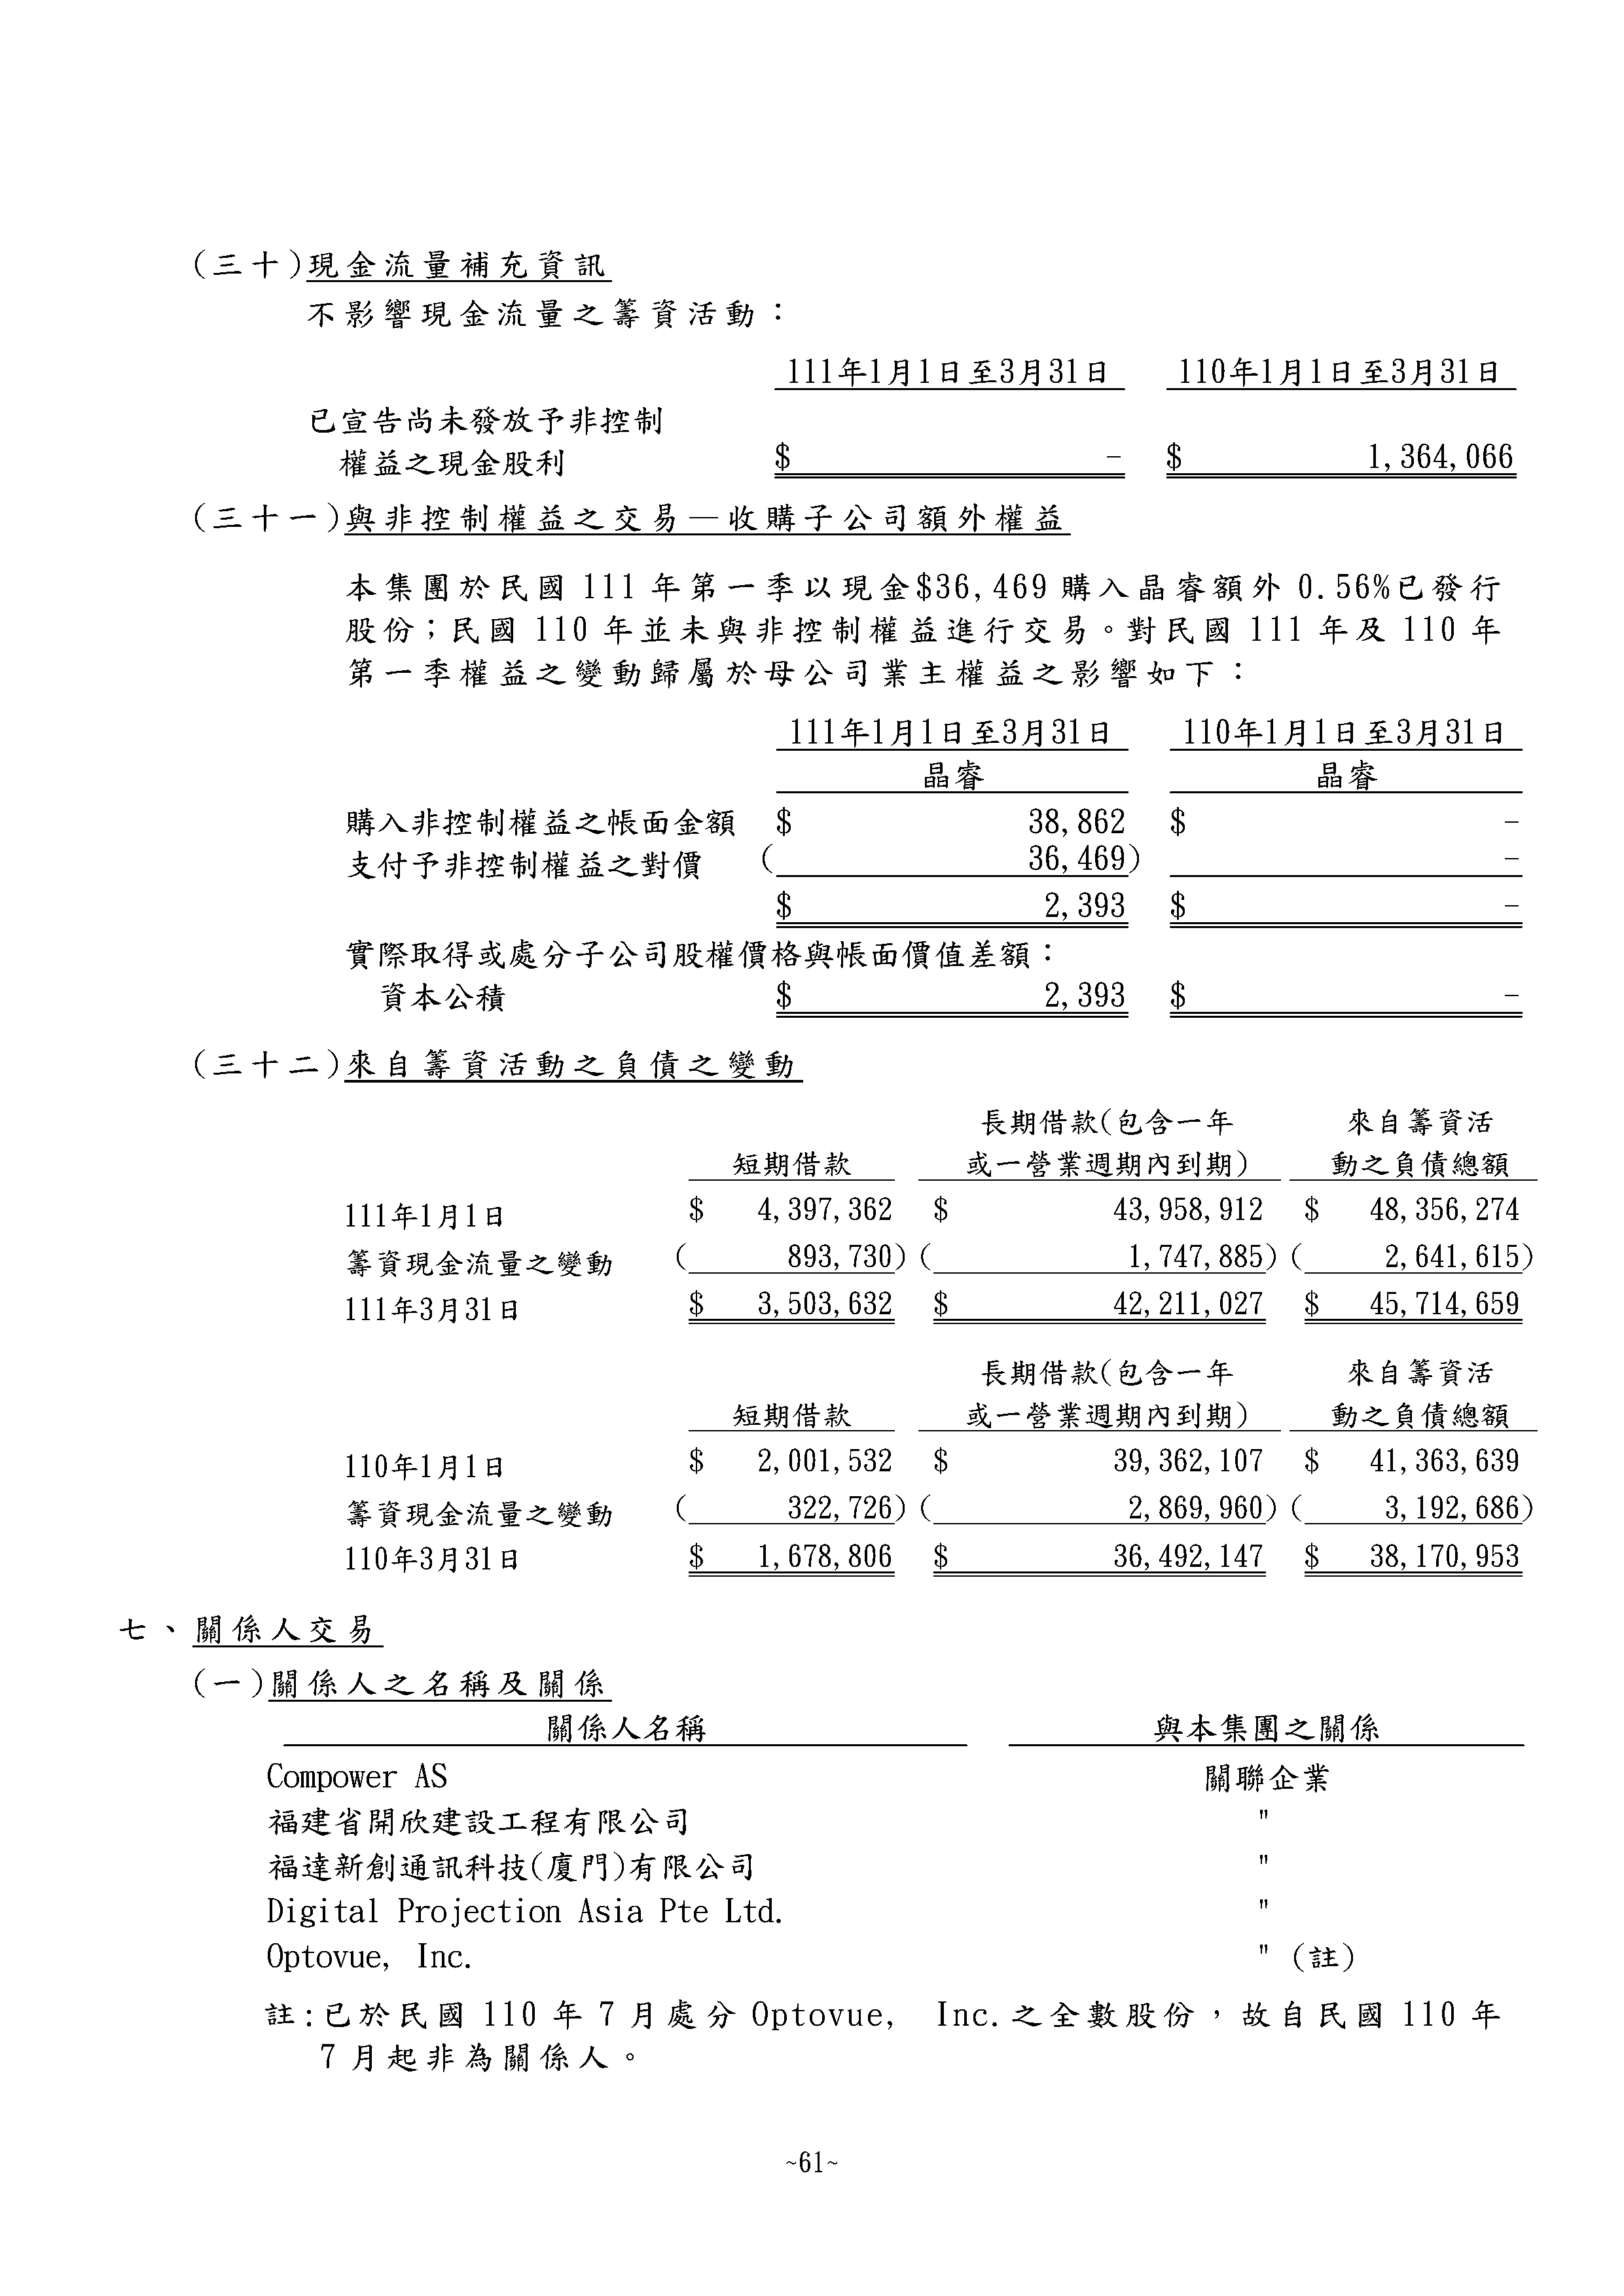 (三十)現金流量補充資訊
不影響現金流量之籌資活動：
111年1月1日至3月31日 110年1月1日至3月31日
已宣告尚未發放予非控制
權益之現金股利 $ - $ 1,364,066
(三十一)與非控制權益之交易—收購子公司額外權益
本集團於民國 111 年第一季以現金$36,469 購入晶睿額外 0.56%已發行
股份；民國 110 年並未與非控制權益進行交易。對民國 111 年及 110 年
第一季權益之變動歸屬於母公司業主權益之影響如下：
111年1月1日至3月31日 110年1月1日至3月31日
晶睿 晶睿
購入非控制權益之帳面金額 $ 38,862 $ -
支付予非控制權益之對價 ( 36,469) -
$ 2,393 $ -
實際取得或處分子公司股權價格與帳面價值差額：
資本公積 $ 2,393 $ -
(三十二)來自籌資活動之負債之變動
長期借款(包含一年 來自籌資活
短期借款 或一營業週期內到期) 動之負債總額
111年1月1日 $ 4,397,362 $ 43,958,912 $ 48,356,274
籌資現金流量之變動 ( 893,730) ( 1,747,885) ( 2,641,615)
111年3月31日 $ 3,503,632 $ 42,211,027 $ 45,714,659
長期借款(包含一年 來自籌資活
短期借款 或一營業週期內到期) 動之負債總額
110年1月1日 $ 2,001,532 $ 39,362,107 $ 41,363,639
籌資現金流量之變動 ( 322,726) ( 2,869,960) ( 3,192,686)
110年3月31日 $ 1,678,806 $ 36,492,147 $ 38,170,953
七、關係人交易
(一)關係人之名稱及關係
關係人名稱 與本集團之關係
Compower AS 關聯企業
福建省開欣建設工程有限公司 "
福達新創通訊科技(廈門)有限公司 "
Digital Projection Asia Pte Ltd. "
Optovue, Inc. " (註)
註:已於民國 110 年 7 月處分 Optovue, Inc.之全數股份，故自民國 110 年
7 月起非為關係人。
~61~